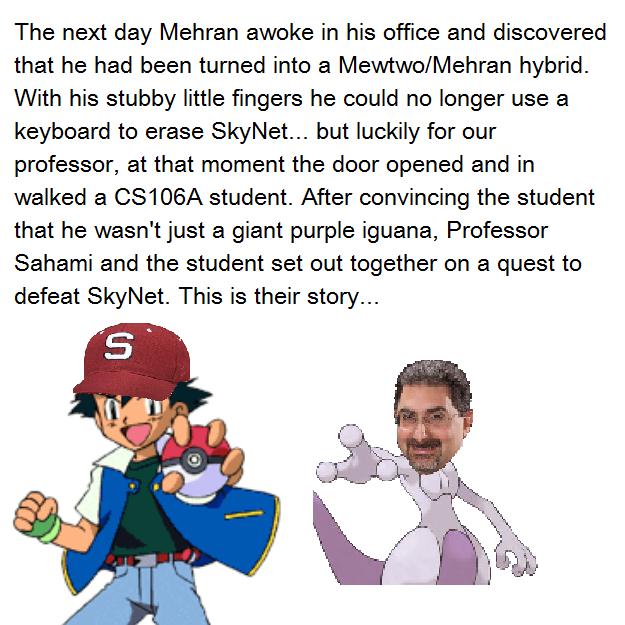 The next day Mehran awoke in his office and discovered
that he had been turned into a Mewtwo/Mehran hybrid.
With his stubby little fingers he could no longer use a
keyboard to erase SkyNet... but luckily for our
professor, at that moment the door opened and in
walked a CS106A student. After convincing the student
that he wasn't just a giant purple iguana, Professor
Sahami and the student set out together on a quest to
defeat SkyNet. This is their story...
S